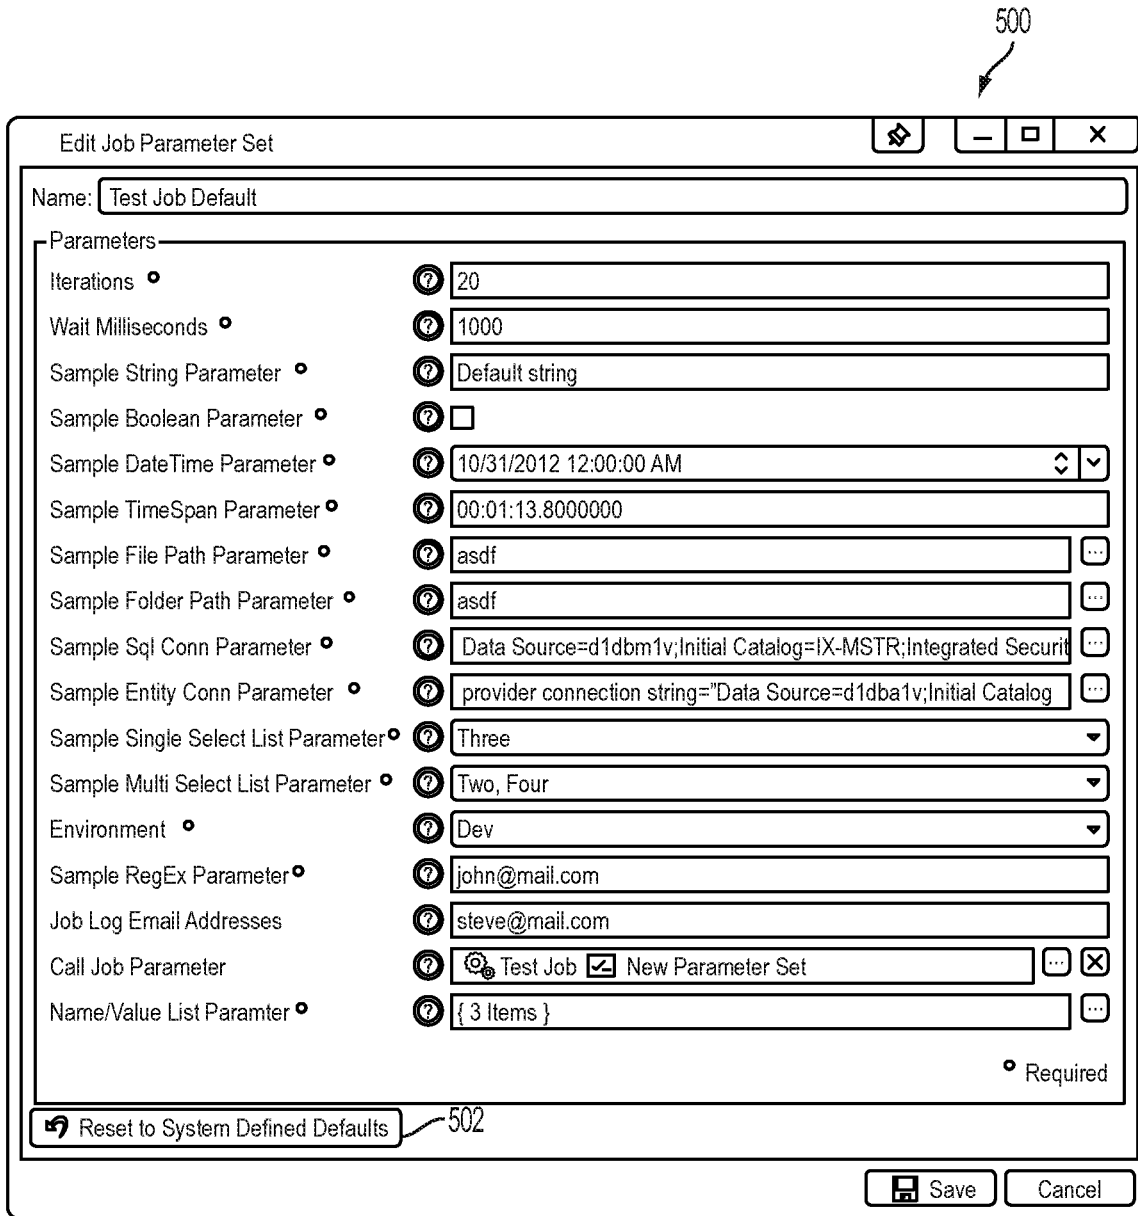 500
Edit Job Parameter Set
Name: Test Job Default
Parameters
Iterations 20
Wait Milliseconds 1000
Sample String Parameter Default string
Sample Boolean Parameter
Sample DateTime Parameter 10/31/2012 12:00:00 AM
Sample TimeSpan Parameter 00:01:13.8000000
Sample File Path Parameter asdf ...
Sample Folder Path Parameter asdf ...
Sample Sql Conn Parameter Data Source=d1dbm1v;Initial Catalog=IX-MSTR;Integrated Securit ...
Sample Entity Conn Parameter provider connection string="Data Source=d1dba1v;Initial Catalog ...
Sample Single Select List Parameter Three
Sample Multi Select List Parameter Two, Four
Environment Dev
Sample RegEx Parameter john@mail.com
Job Log Email Addresses steve@mail.com
Call Job Parameter Test Job New Parameter Set ...
Name/Value List Paramter { 3 Items } ...
Required
Reset to System Defined Defaults 502
Save Cancel